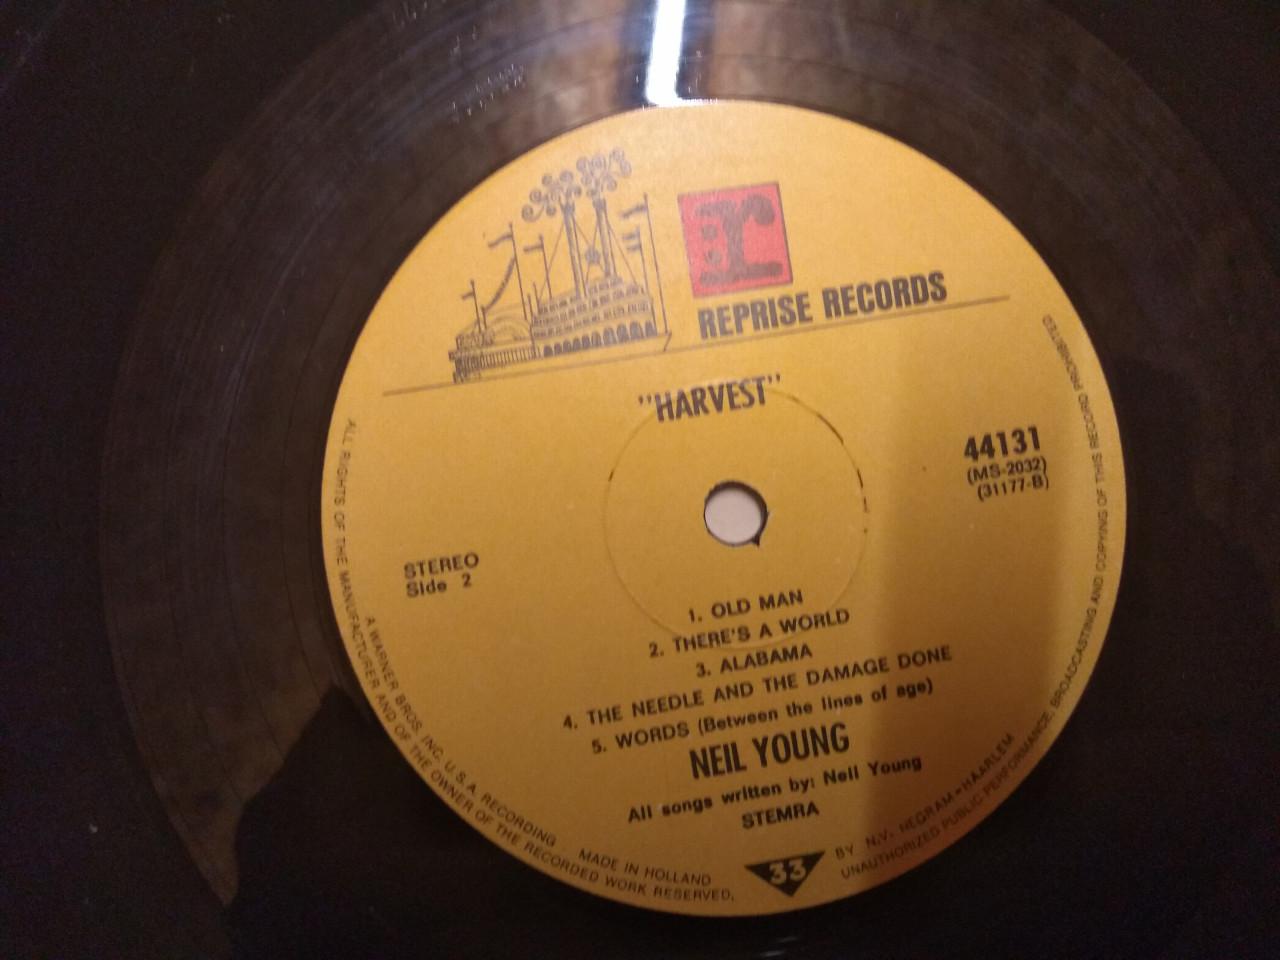 r
REPRISE RECORDS
"HARVEST"
44131
(MS-2032)
(31177-B)
STEREO
Side 2
1. OLD MAN
2. THERE'S A WORLD
3. ALABAMA
4. THE NEEDLE AND THE DAMAGE DONE
5. WORDS (Between the lines of age)
NEIL YOUNG
All songs written by: Neil Young
STEMRA
33
A WARNER BROS. INC. U.S.A. RECORDING MADE IN HOLLAND BY N.V. NEGRAM-HAARLEM
ALL RIGHTS OF THE MANUFACTURER AND OF THE OWNER OF THE RECORDED WORK RESERVED. UNAUTHORIZED PUBLIC PERFORMANCE, BROADCASTING AND COPYING OF THIS RECORD PROHIBITED